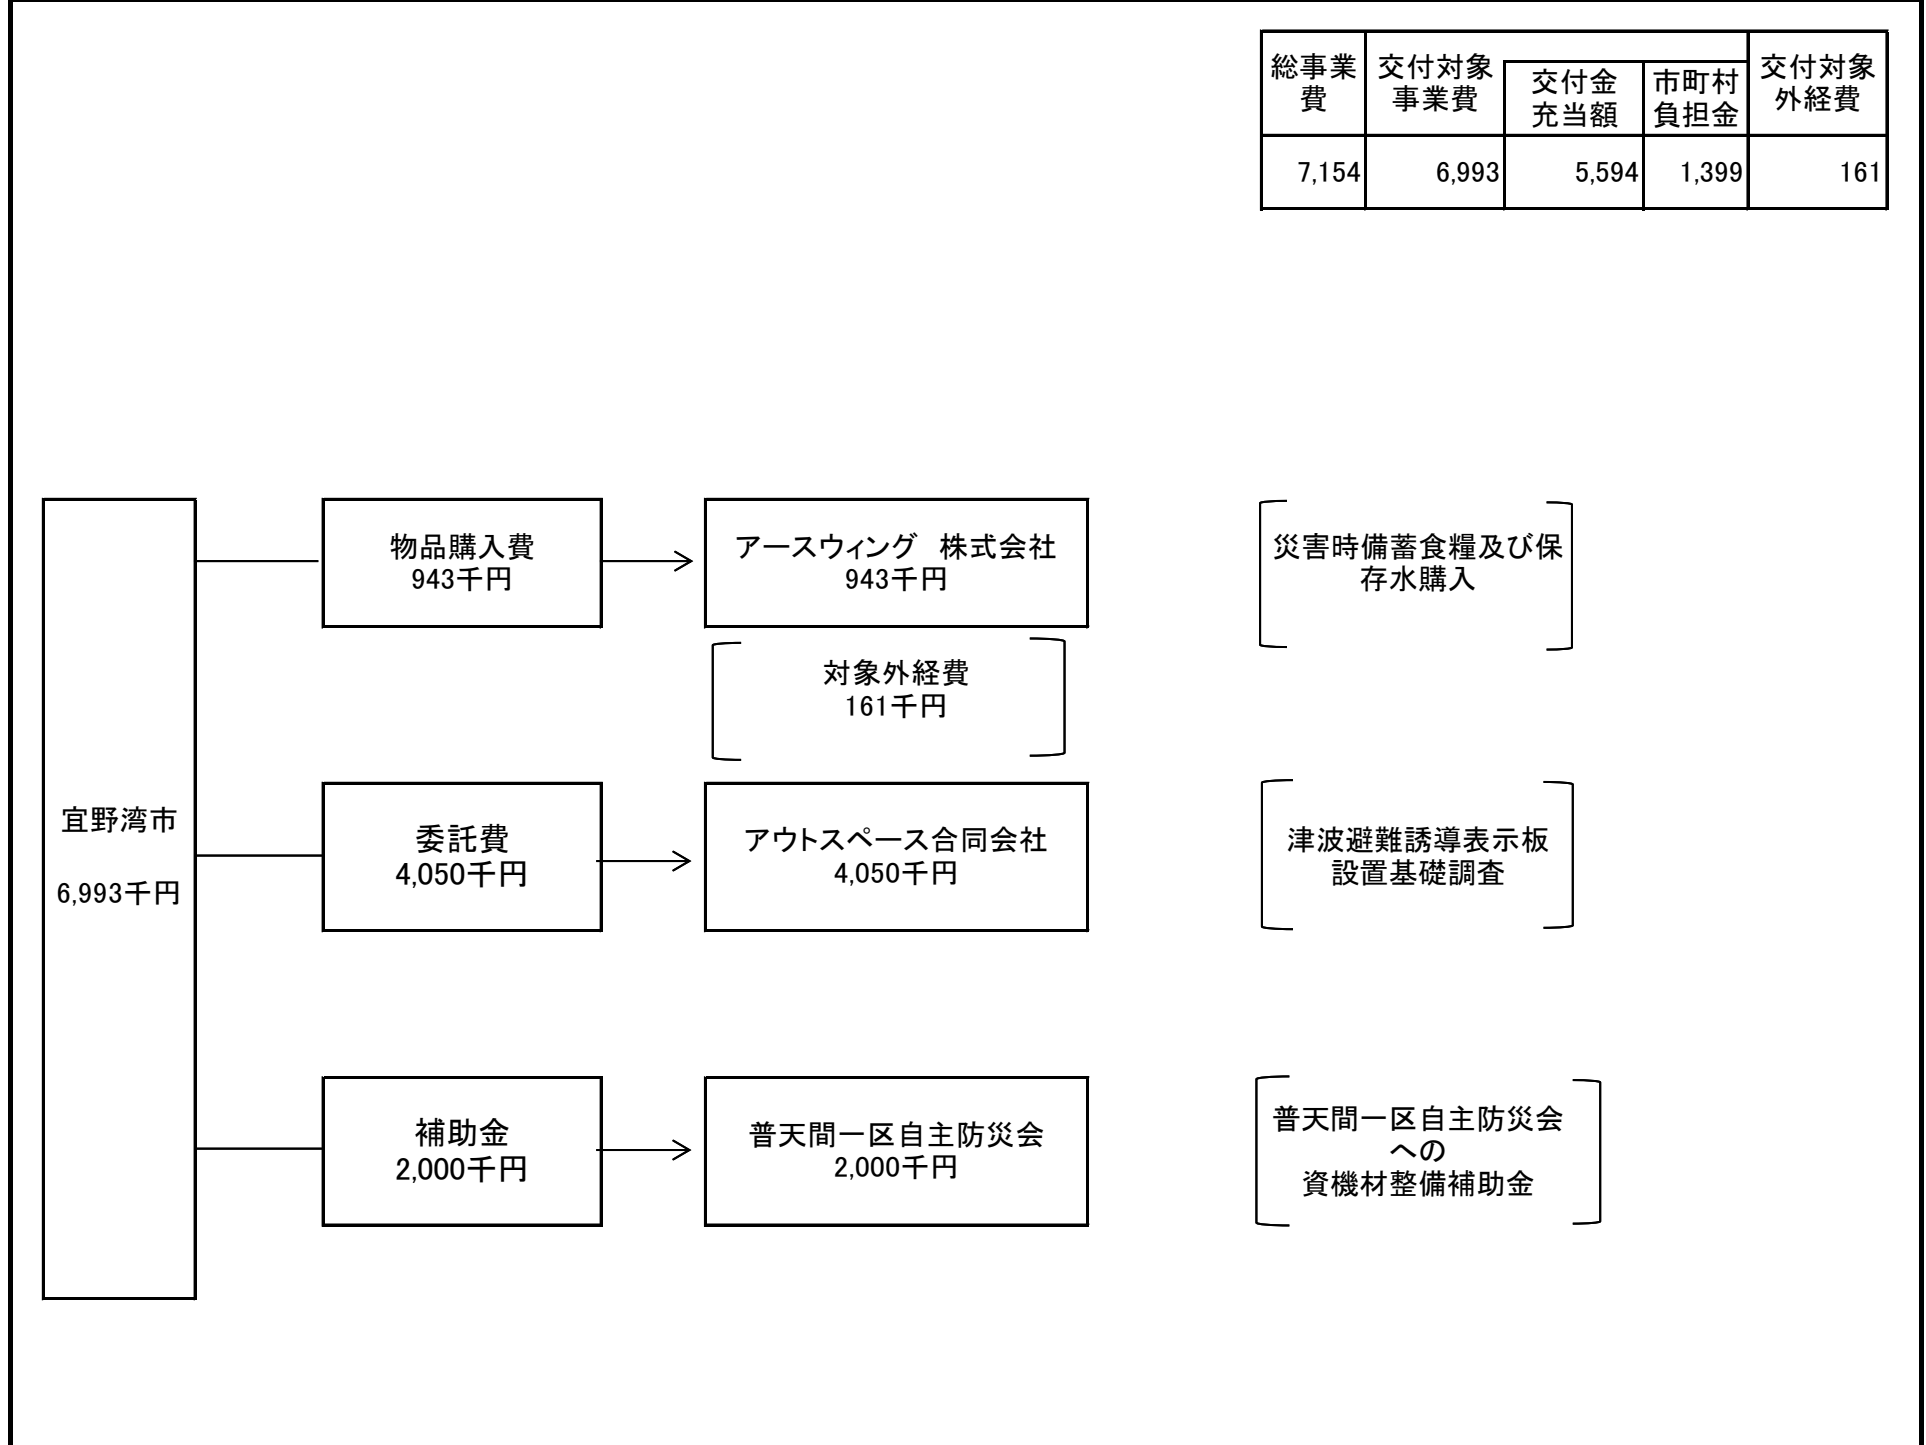 総事業
費
交付対象
事業費
交付金
充当額
市町村
負担金
交付対象
外経費
7,154
6,993
5,594
1,399
161
宜野湾市
6,993千円
物品購入費
943千円
アースウィング　株式会社
943千円
災害時備蓄食糧及び保
存水購入
対象外経費
161千円
委託費
4,050千円
アウトスペース合同会社
4,050千円
津波避難誘導表示板
設置基礎調査
補助金
2,000千円
普天間一区自主防災会
2,000千円
普天間一区自主防災会
への
資機材整備補助金